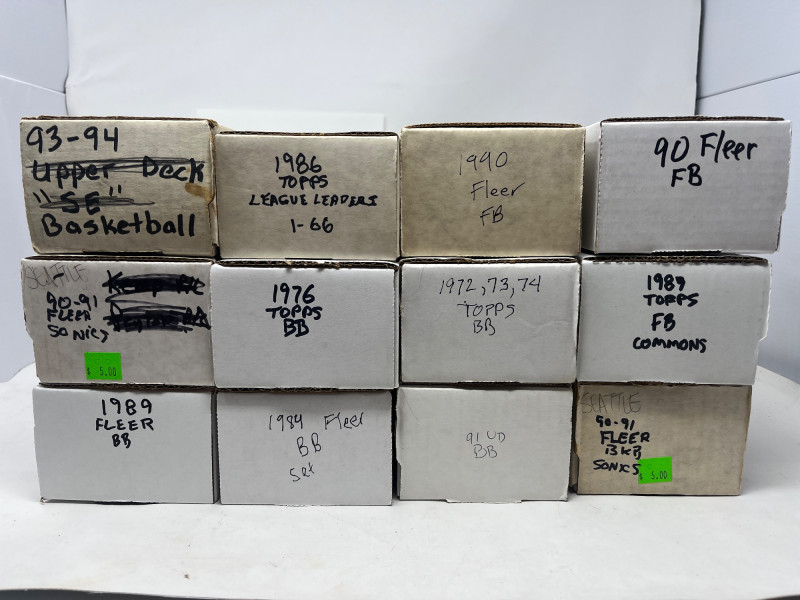 93-94
Upper Deck
"SE"
Basketball
1986
TOPPS
LEAGUE LEADERS
1-66
1990
Fleer
FB
90 Fleer
FB
SEATTLE
90-91
FLEER
SONICS
$ 5.00
1976
TOPPS
BB
1972,73,74
TOPPS
BB
1989
TOPPS
FB
COMMONS
1989
FLEER
BB
1984 Fleer
BB
Set
91 UD
BB
SEATTLE
90-91
FLEER
BKB
SONICS
$ 5.00